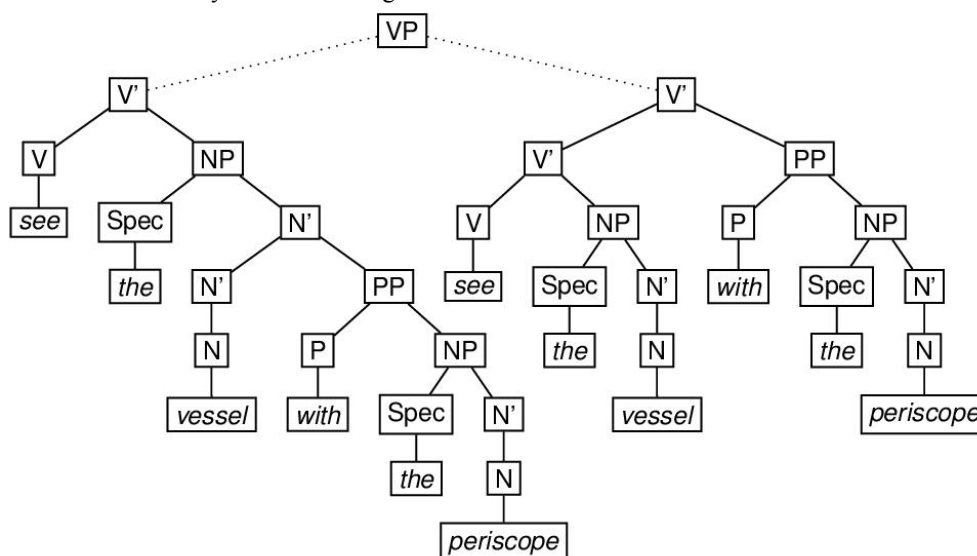 VP
V' V'
V NP V' PP
see Spec N' V NP P NP
the N' PP see Spec N' with Spec N'
N P NP the N the N
vessel with Spec N' vessel periscope
the N
periscope